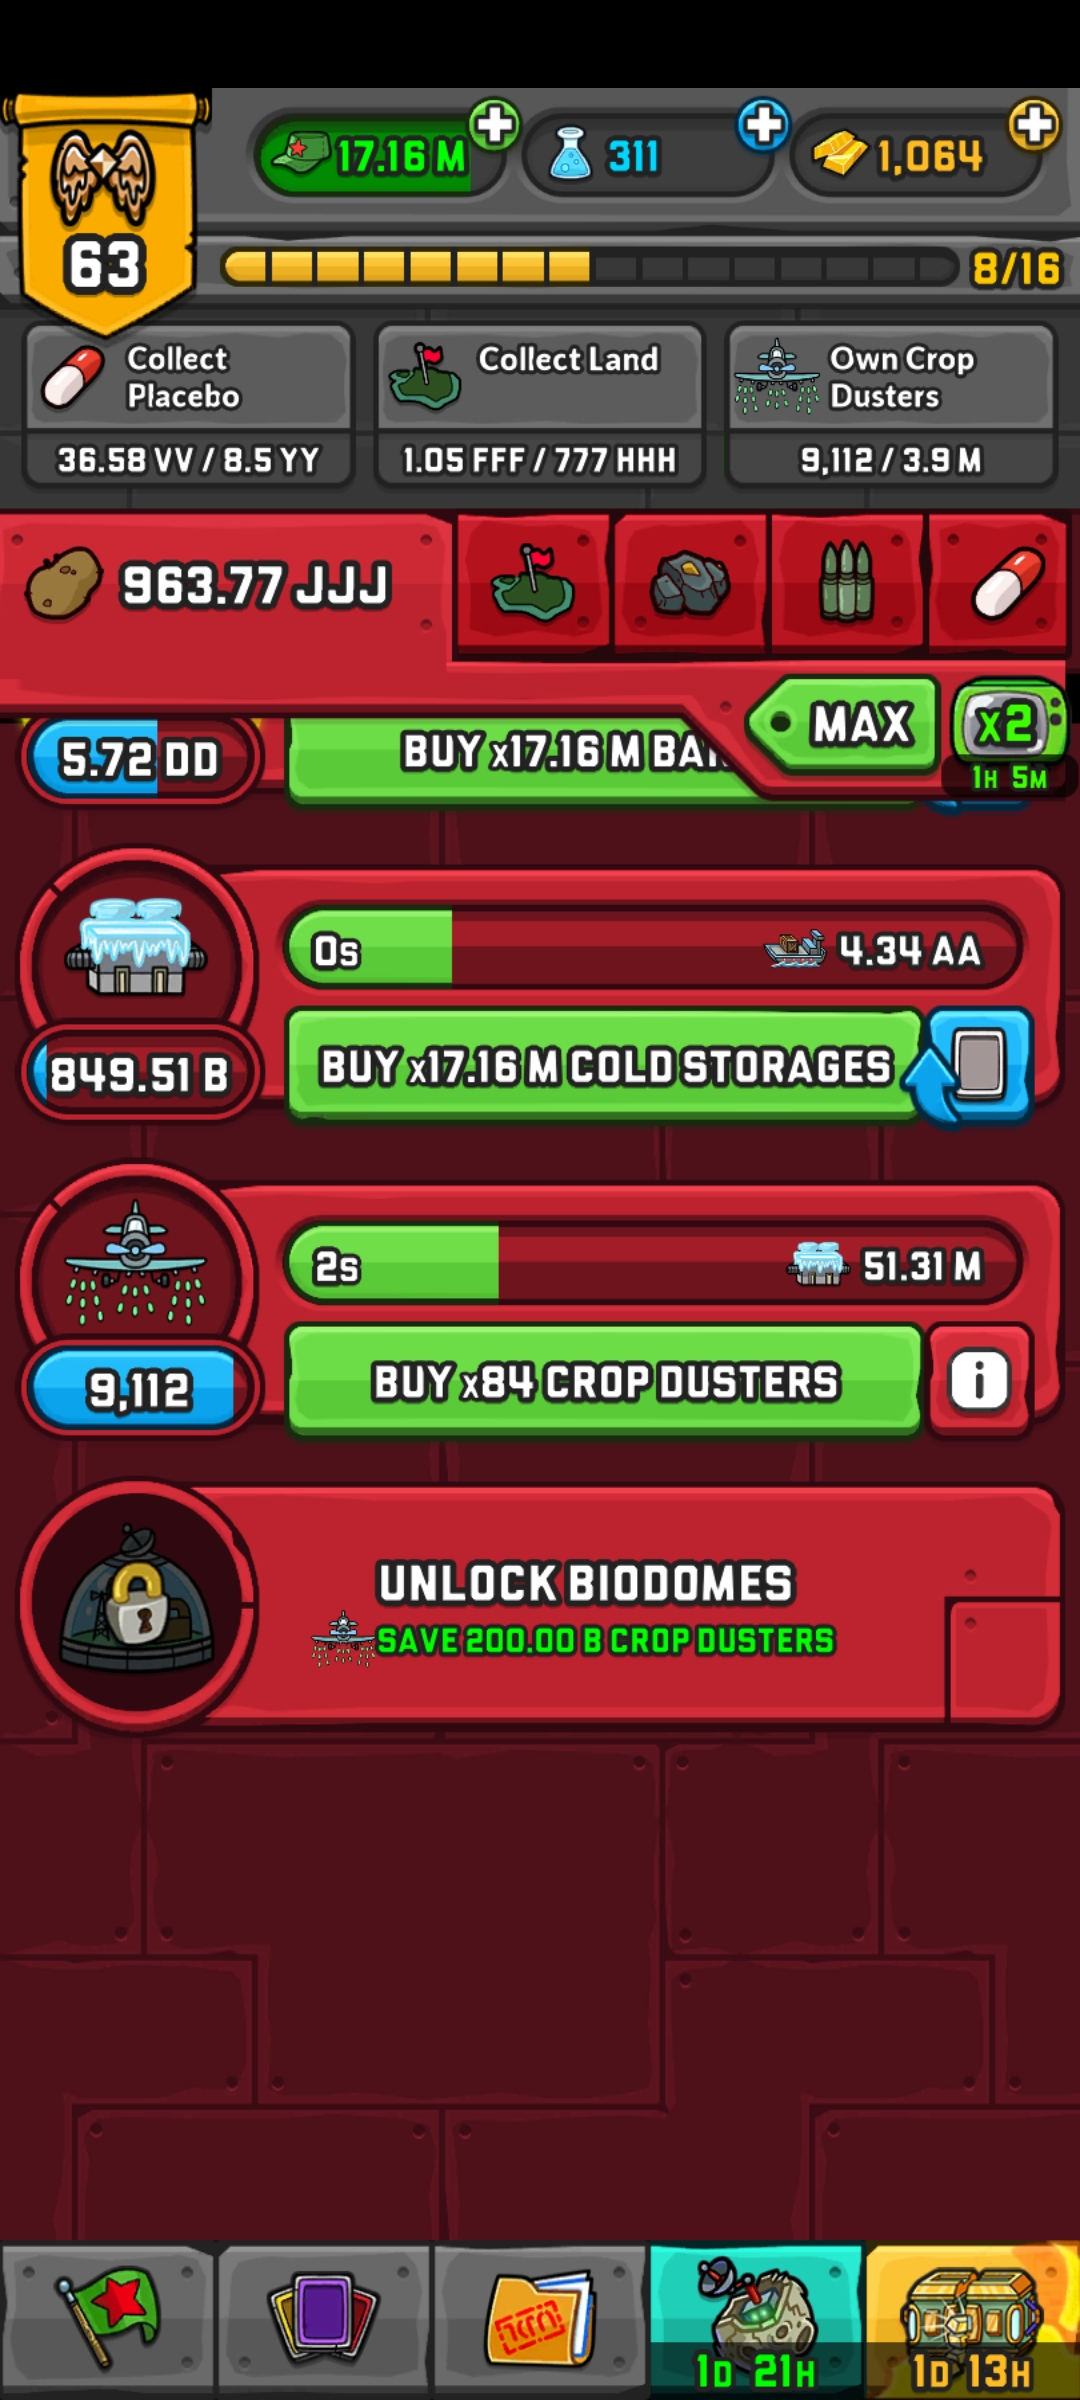 17.16 M
311
1,064
63
8/16
Collect
Placebo
36.58 VV / 8.5 YY
Collect Land
1.05 FFF / 777 HHH
Own Crop
Dusters
9,112 / 3.9 M
963.77 JJJ
MAX
x2
1H 5M
5.72 DD
BUY x17.16 M
0s
4.34 AA
849.51 B
BUY x17.16 M COLD STORAGES
2s
51.31 M
9,112
BUY x84 CROP DUSTERS
i
UNLOCK BIODOMES
SAVE 200.00 B CROP DUSTERS
1D 21H
1D 13H